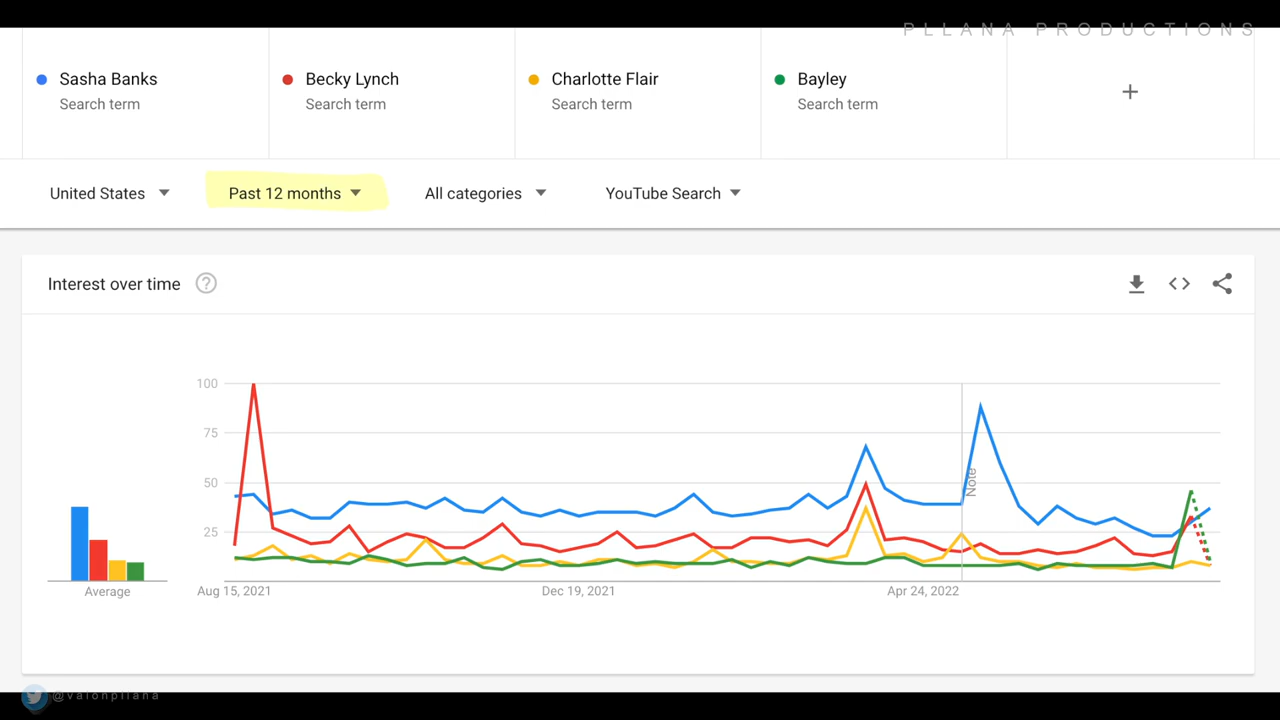 PLLANA PRODUCTIONS
Sasha Banks
Search term
Becky Lynch
Search term
Charlotte Flair
Search term
Bayley
Search term
+
United States
Past 12 months
All categories
YouTube Search
Interest over time
?
100
75
50
25
Note
Average
Aug 15, 2021
Dec 19, 2021
Apr 24, 2022
@valonpllana